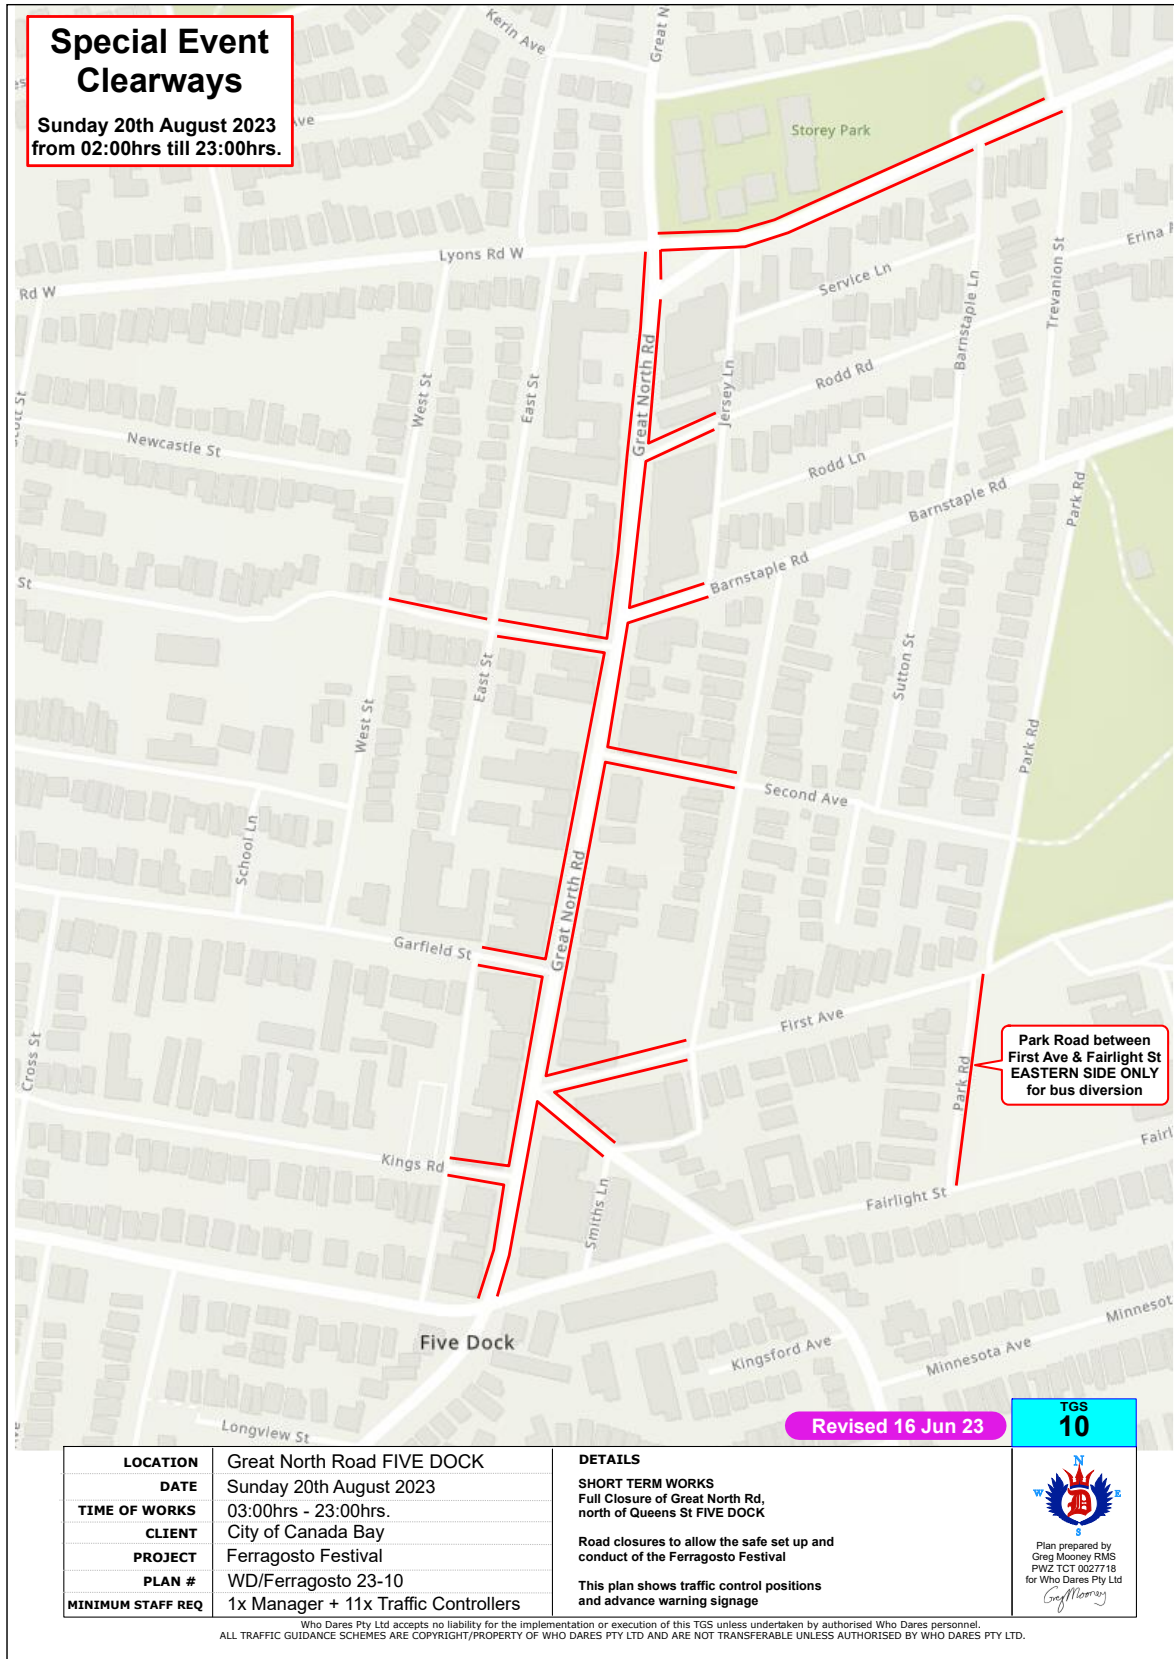 Special Event
Clearways
Sunday 20th August 2023
from 02:00hrs till 23:00hrs.
Kerin Ave
Great N
Ave
Storey Park
Lyons Rd W
Rd W
Service Ln
Erina A
Trevanion St
Barnstaple Ln
Great North Rd
Jersey Ln
Rodd Rd
West St
East St
Newcastle St
Rodd Ln
Barnstaple Rd
Park Rd
St
Barnstaple Rd
East St
Sutton St
West St
Park Rd
Second Ave
School Ln
Great North Rd
Garfield St
First Ave
Cross St
Park Road between
First Ave & Fairlight St
EASTERN SIDE ONLY
for bus diversion
Park Rd
Kings Rd
Fairl
Smiths Ln
Fairlight St
Five Dock
Kingsford Ave
Minnesota Ave
Minnesot
Longview St
Revised 16 Jun 23
TGS
10
LOCATION Great North Road FIVE DOCK
DATE Sunday 20th August 2023
TIME OF WORKS 03:00hrs - 23:00hrs.
CLIENT City of Canada Bay
PROJECT Ferragosto Festival
PLAN # WD/Ferragosto 23-10
MINIMUM STAFF REQ 1x Manager + 11x Traffic Controllers
DETAILS
SHORT TERM WORKS
Full Closure of Great North Rd,
north of Queens St FIVE DOCK
Road closures to allow the safe set up and
conduct of the Ferragosto Festival
This plan shows traffic control positions
and advance warning signage
N
W D E
S
Plan prepared by
Greg Mooney RMS
PWZ TCT 0027718
for Who Dares Pty Ltd
Greg Mooney
Who Dares Pty Ltd accepts no liability for the implementation or execution of this TGS unless undertaken by authorised Who Dares personnel.
ALL TRAFFIC GUIDANCE SCHEMES ARE COPYRIGHT/PROPERTY OF WHO DARES PTY LTD AND ARE NOT TRANSFERABLE UNLESS AUTHORISED BY WHO DARES PTY LTD.